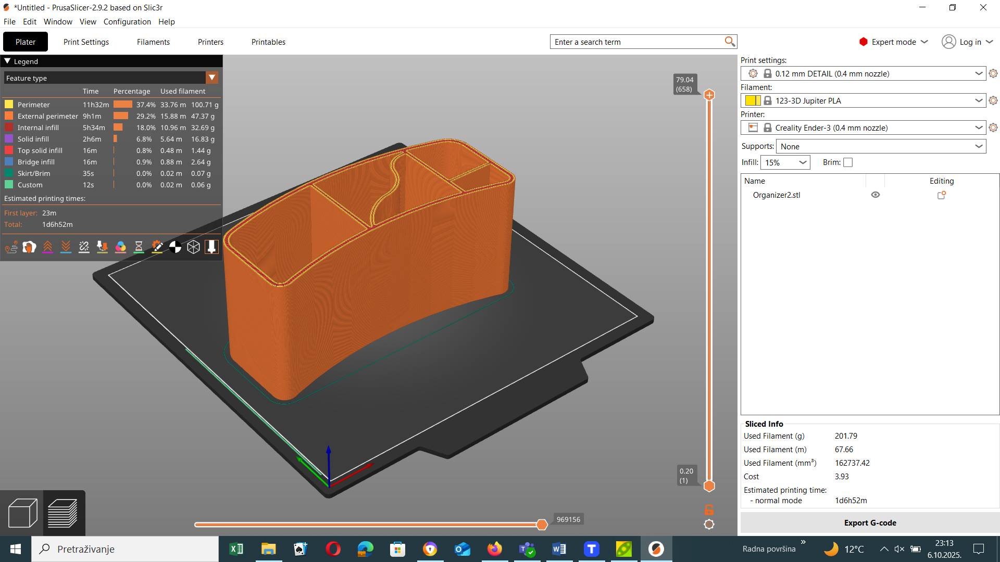 *Untitled - PrusaSlicer-2.9.2 based on Slic3r
File Edit Window View Configuration Help
Plater Print Settings Filaments Printers Printables Enter a search term Expert mode Log in
Legend
Feature type
Time Percentage Used filament
Perimeter 11h32m 37.4% 33.76 m 100.71 g
External perimeter 9h1m 29.2% 15.88 m 47.37 g
Internal infill 5h34m 18.0% 10.96 m 32.69 g
Solid infill 2h6m 6.8% 5.64 m 16.83 g
Top solid infill 16m 0.8% 0.48 m 1.44 g
Bridge infill 16m 0.9% 0.88 m 2.64 g
Skirt/Brim 35s 0.0% 0.02 m 0.07 g
Custom 12s 0.0% 0.02 m 0.06 g
Estimated printing times:
First layer: 23m
Total: 1d6h52m
79.04
(658)
0.20
(1)
969156
Print settings:
0.12 mm DETAIL (0.4 mm nozzle)
Filament:
123-3D Jupiter PLA
Printer:
Creality Ender-3 (0.4 mm nozzle)
Supports: None
Infill: 15% Brim:
Name Editing
Organizer2.stl
Sliced Info
Used Filament (g) 201.79
Used Filament (m) 67.66
Used Filament (mm³) 162737.42
Cost 3.93
Estimated printing time:
- normal mode 1d6h52m
Export G-code
Pretraživanje
Radna površina
12°C
23:13
6.10.2025.